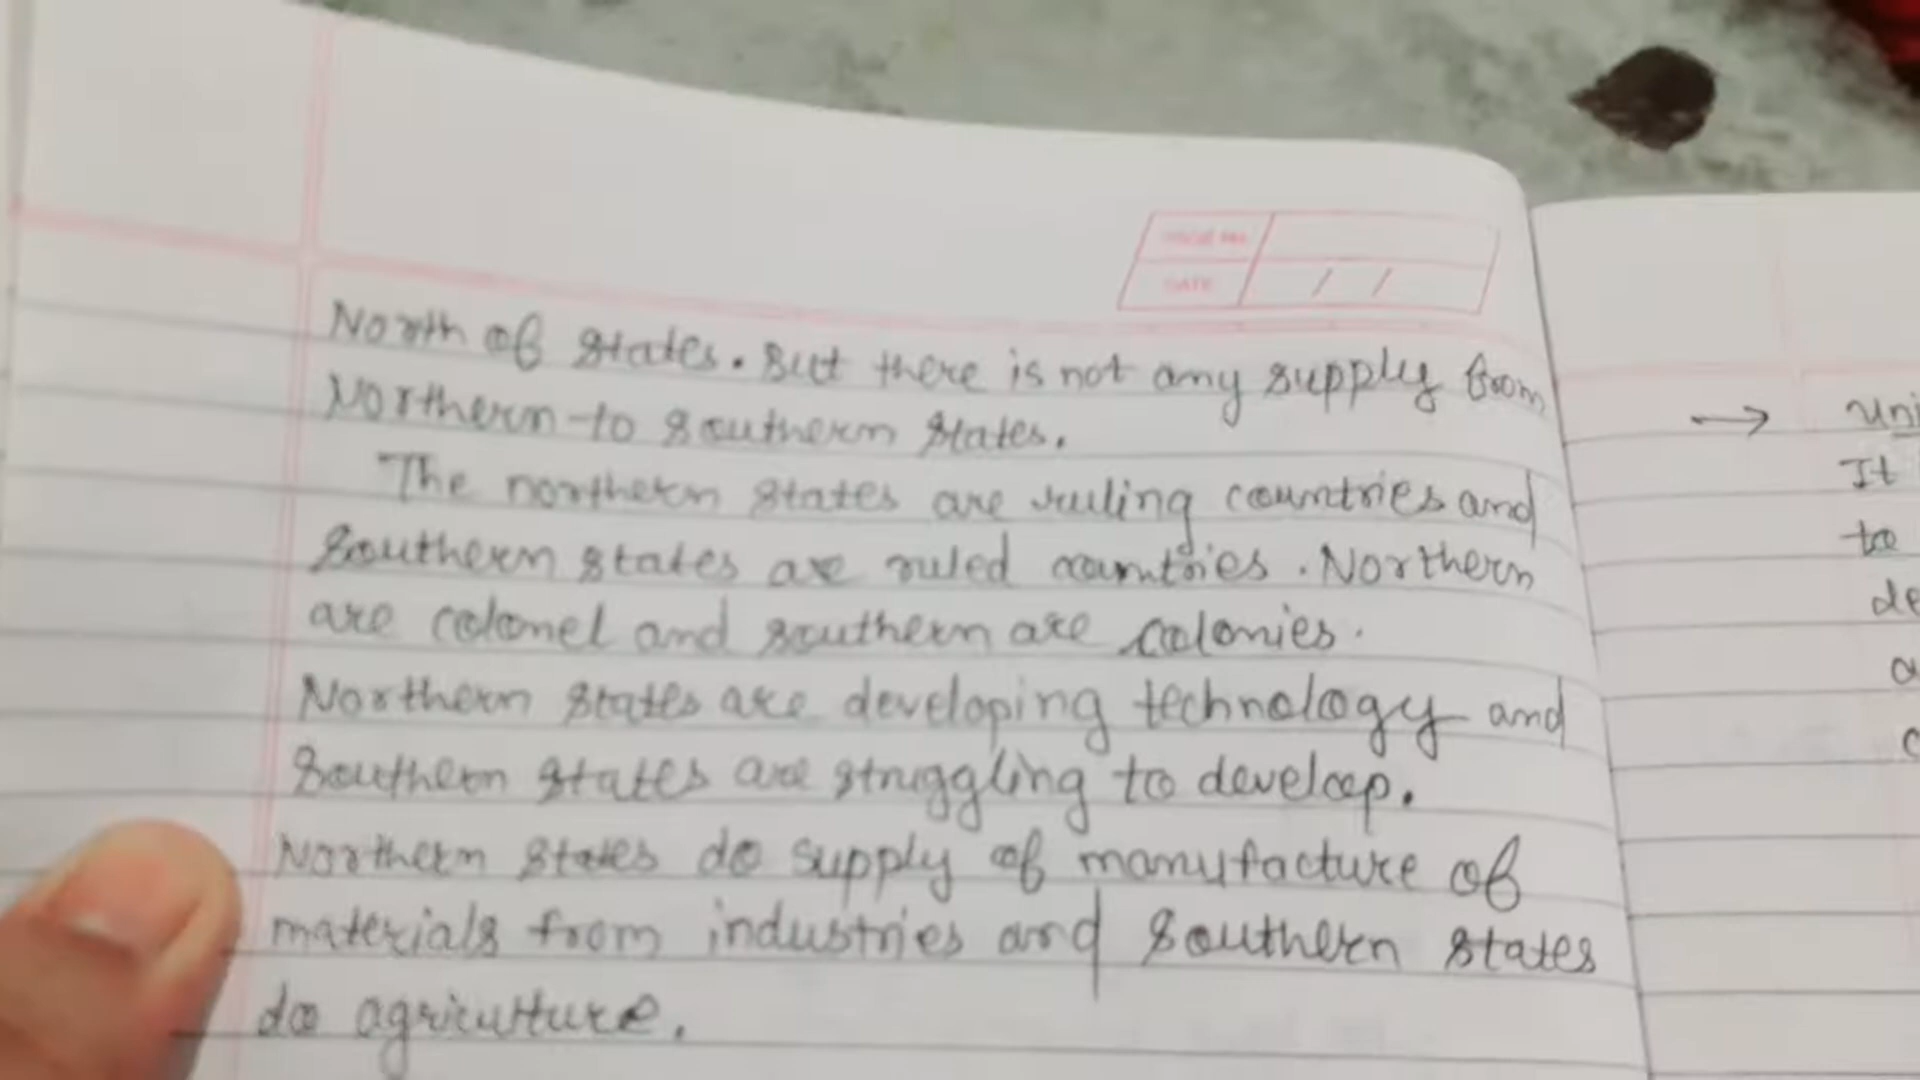 PAGE No.
DATE / /
North of states. But there is not any supply from
Northern to southern states.
The northern states are ruling countries and
southern states are ruled countries. Northern
are colonel and southern are colonies.
Northern states are developing technology and
southern states are struggling to develop.
Northern states do supply of manufacture of
materials from industries and southern states
do agriculture.
→
It
to